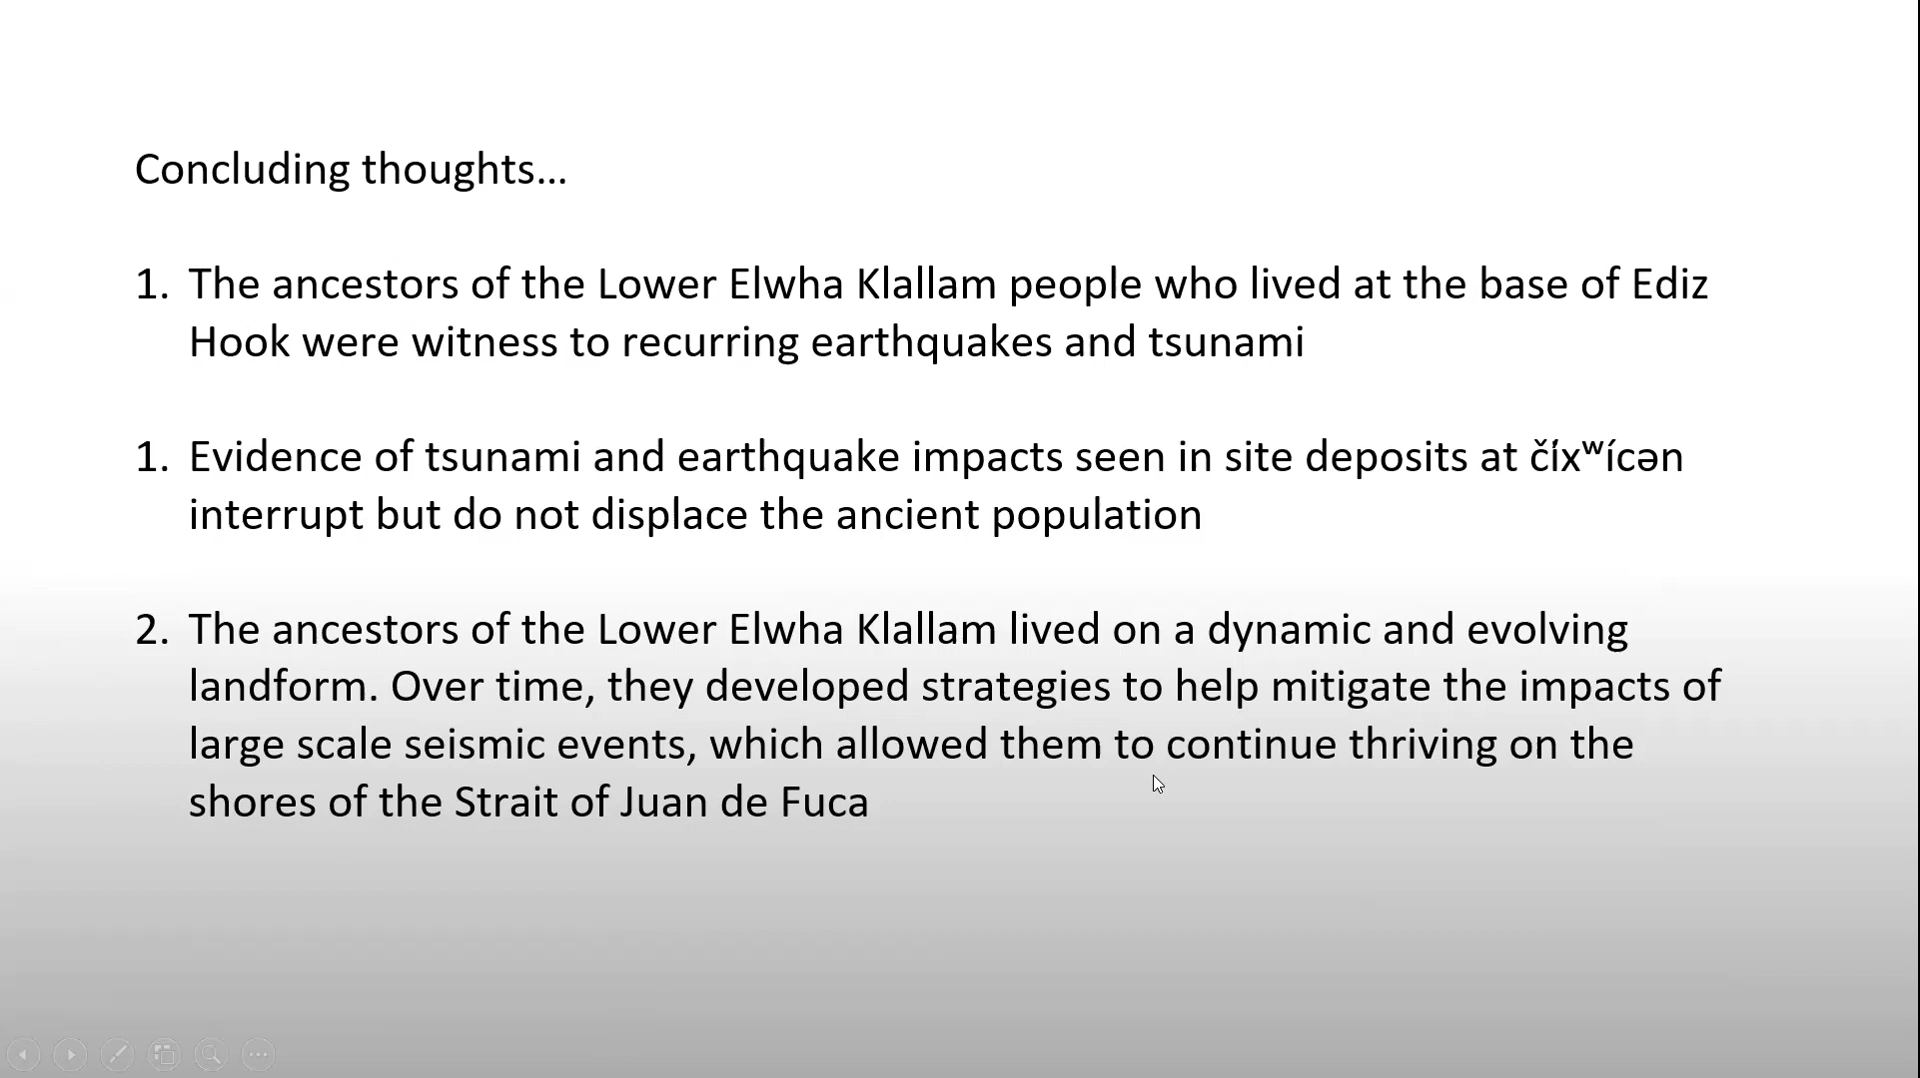 Concluding thoughts...
1. The ancestors of the Lower Elwha Klallam people who lived at the base of Ediz
Hook were witness to recurring earthquakes and tsunami
1. Evidence of tsunami and earthquake impacts seen in site deposits at č̓íxʷícən
interrupt but do not displace the ancient population
2. The ancestors of the Lower Elwha Klallam lived on a dynamic and evolving
landform. Over time, they developed strategies to help mitigate the impacts of
large scale seismic events, which allowed them to continue thriving on the
shores of the Strait of Juan de Fuca